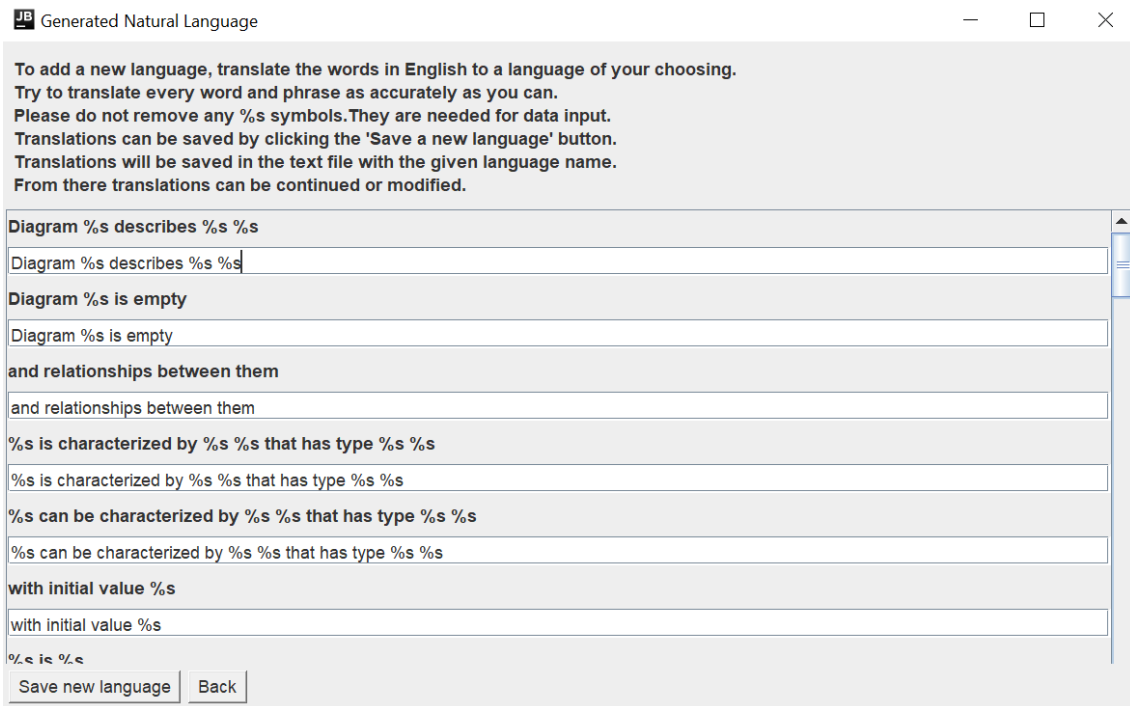 JB Generated Natural Language
To add a new language, translate the words in English to a language of your choosing.
Try to translate every word and phrase as accurately as you can.
Please do not remove any %s symbols.They are needed for data input.
Translations can be saved by clicking the 'Save a new language' button.
Translations will be saved in the text file with the given language name.
From there translations can be continued or modified.
Diagram %s describes %s %s
Diagram %s describes %s %s
Diagram %s is empty
Diagram %s is empty
and relationships between them
and relationships between them
%s is characterized by %s %s that has type %s %s
%s is characterized by %s %s that has type %s %s
%s can be characterized by %s %s that has type %s %s
%s can be characterized by %s %s that has type %s %s
with initial value %s
with initial value %s
%s is %s
Save new language Back